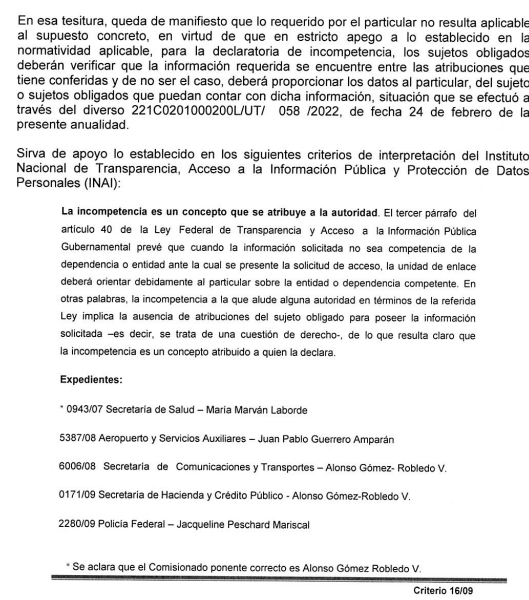 En esa tesitura, queda de manifiesto que lo requerido por el particular no resulta aplicable
al supuesto concreto, en virtud de que en estricto apego a lo establecido en la
normatividad aplicable, para la declaratoria de incompetencia, los sujetos obligados
deberán verificar que la información requerida se encuentre entre las atribuciones que
tiene conferidas y de no ser el caso, deberá proporcionar los datos al particular, del sujeto
o sujetos obligados que puedan contar con dicha información, situación que se efectuó a
través del diverso 221C0201000200L/UT/ 058 /2022, de fecha 24 de febrero de la
presente anualidad.
Sirva de apoyo lo establecido en los siguientes criterios de interpretación del Instituto
Nacional de Transparencia, Acceso a la Información Pública y Protección de Datos
Personales (INAI):
La incompetencia es un concepto que se atribuye a la autoridad. El tercer párrafo del
artículo 40 de la Ley Federal de Transparencia y Acceso a la Información Pública
Gubernamental prevé que cuando la información solicitada no sea competencia de la
dependencia o entidad ante la cual se presente la solicitud de acceso, la unidad de enlace
deberá orientar debidamente al particular sobre la entidad o dependencia competente. En
otras palabras, la incompetencia a la que alude alguna autoridad en términos de la referida
Ley implica la ausencia de atribuciones del sujeto obligado para poseer la información
solicitada –es decir, se trata de una cuestión de derecho-, de lo que resulta claro que
la incompetencia es un concepto atribuido a quien la declara.
Expedientes:
* 0943/07 Secretaría de Salud – María Marván Laborde
5387/08 Aeropuerto y Servicios Auxiliares – Juan Pablo Guerrero Amparán
6006/08 Secretaría de Comunicaciones y Transportes – Alonso Gómez- Robledo V.
0171/09 Secretaría de Hacienda y Crédito Público - Alonso Gómez-Robledo V.
2280/09 Policía Federal – Jacqueline Peschard Mariscal
* Se aclara que el Comisionado ponente correcto es Alonso Gómez Robledo V.
Criterio 16/09